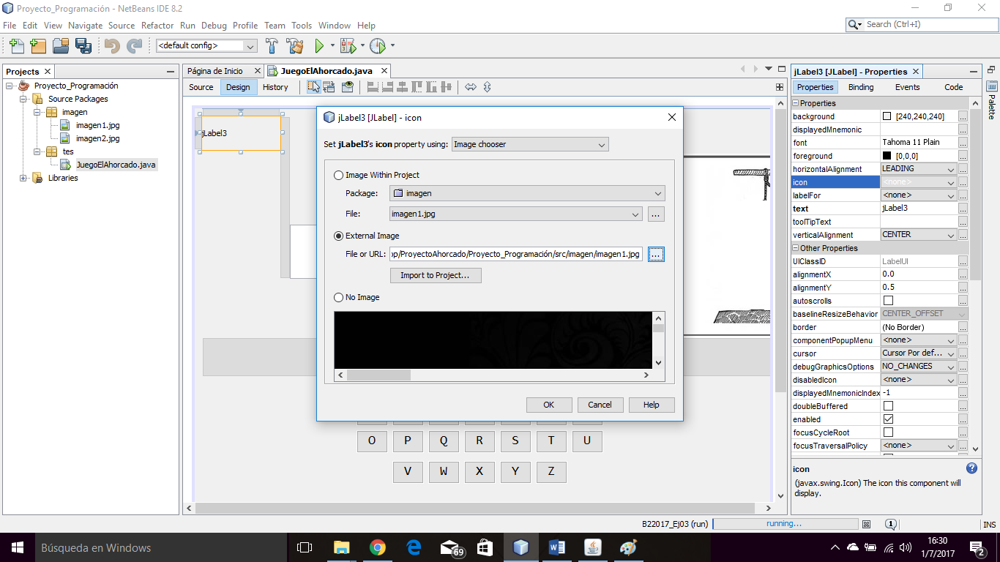 Proyecto_Programación - NetBeans IDE 8.2
File Edit View Navigate Source Refactor Run Debug Profile Team Tools Window Help
Search (Ctrl+I)
<default config>
Projects
Proyecto_Programación
Source Packages
imagen
imagen1.jpg
imagen2.jpg
tes
JuegoElAhorcado.java
Libraries
Página de Inicio
JuegoElAhorcado.java
Source Design History
jLabel3
jLabel3 [JLabel] - icon
Set jLabel3's icon property using: Image chooser
Image Within Project
Package: imagen
File: imagen1.jpg
...
External Image
File or URL: op/ProyectoAhorcado/Proyecto_Programación/src/imagen/imagen1.jpg
...
Import to Project...
No Image
OK Cancel Help
O P Q R S T U
V W X Y Z
jLabel3 [JLabel] - Properties
Properties Binding Events Code
Palette
Properties
background [240,240,240] ...
displayedMnemonic ...
font Tahoma 11 Plain ...
foreground [0,0,0] ...
horizontalAlignment LEADING ...
icon <none> ...
labelFor <none> ...
text jLabel3 ...
toolTipText ...
verticalAlignment CENTER ...
Other Properties
UIClassID LabelUI ...
alignmentX 0.0 ...
alignmentY 0.5 ...
autoscrolls ...
baselineResizeBehavior CENTER_OFFSET
border (No Border) ...
componentPopupMenu <none> ...
cursor Cursor Por def... ...
debugGraphicsOptions NO_CHANGES ...
disabledIcon <none> ...
displayedMnemonicIndex -1 ...
doubleBuffered ...
enabled ...
focusCycleRoot ...
focusTraversalPolicy <none> ...
icon
(javax.swing.Icon) The icon this component will
display.
B22017_Ej03 (run) running... 1 INS
Búsqueda en Windows
69
16:30
1/7/2017
2